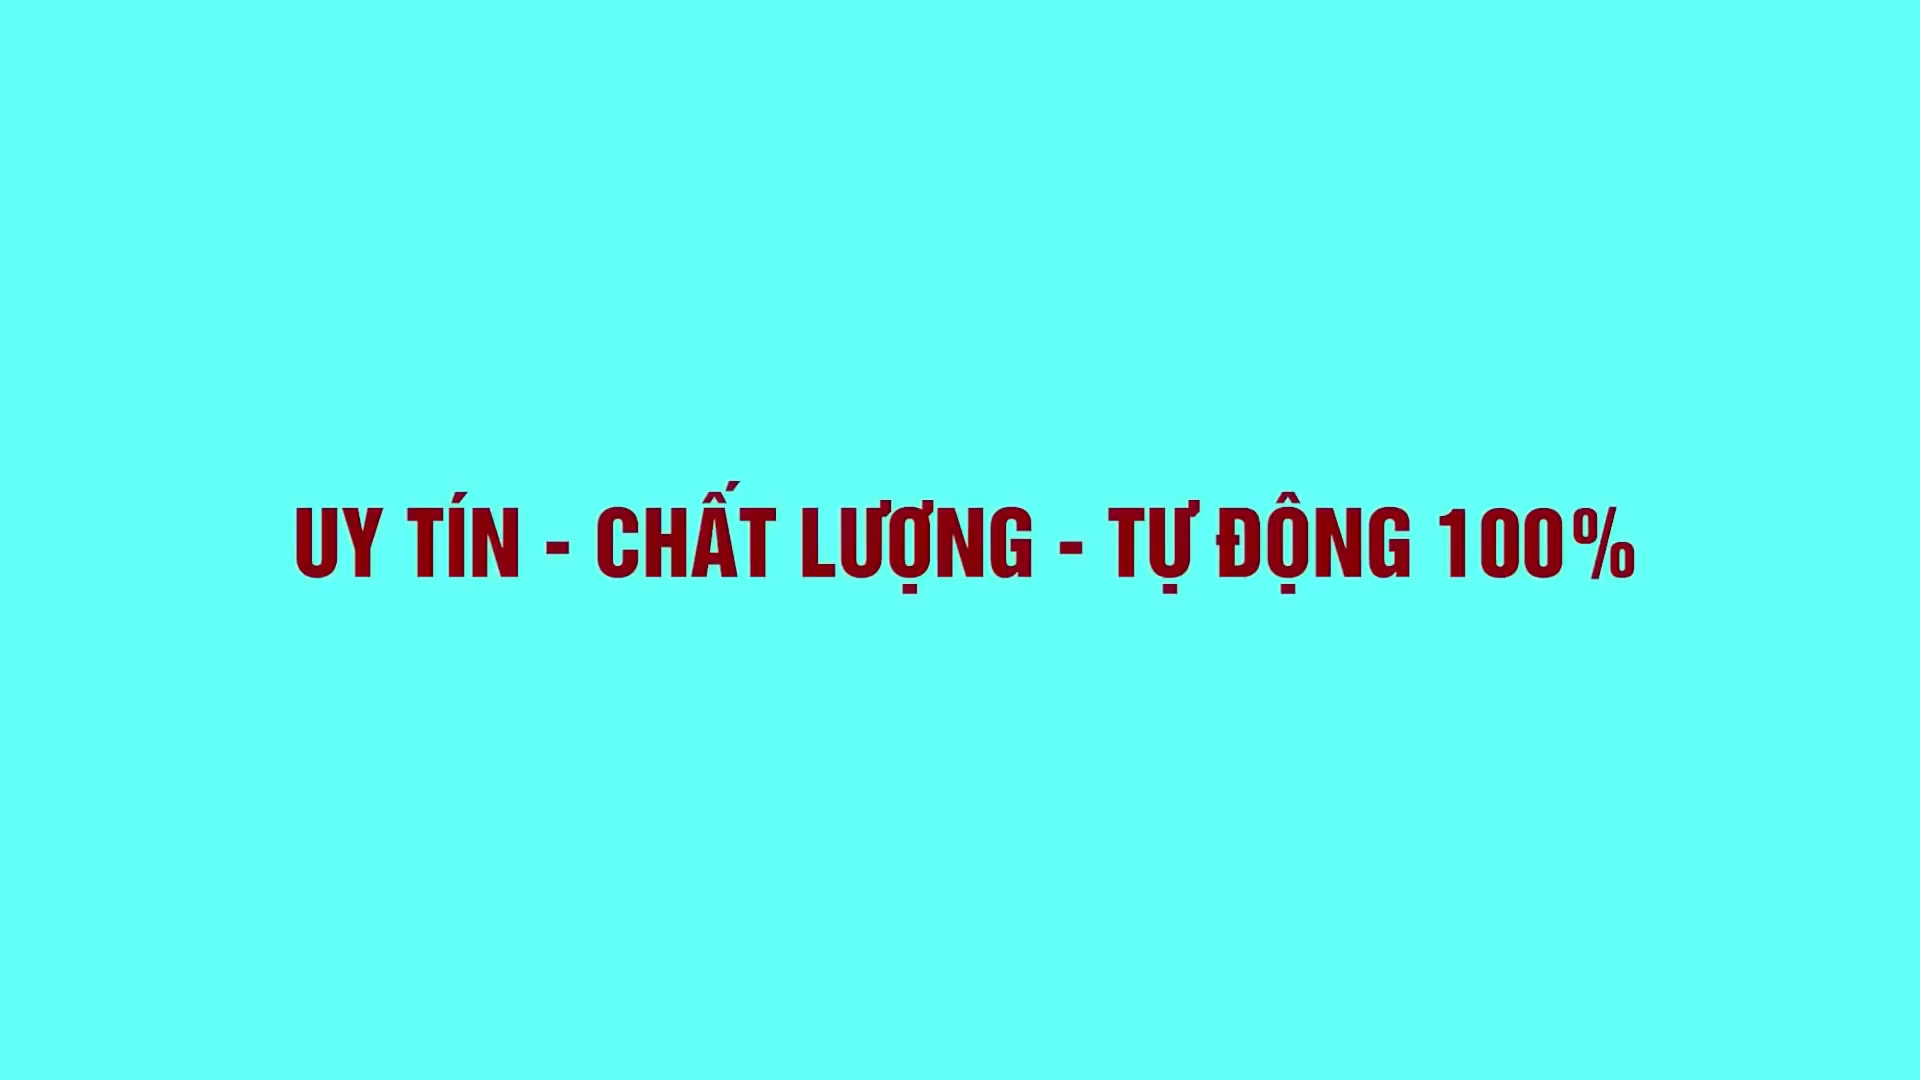 UY TÍN - CHẤT LƯỢNG - TỰ ĐỘNG 100%